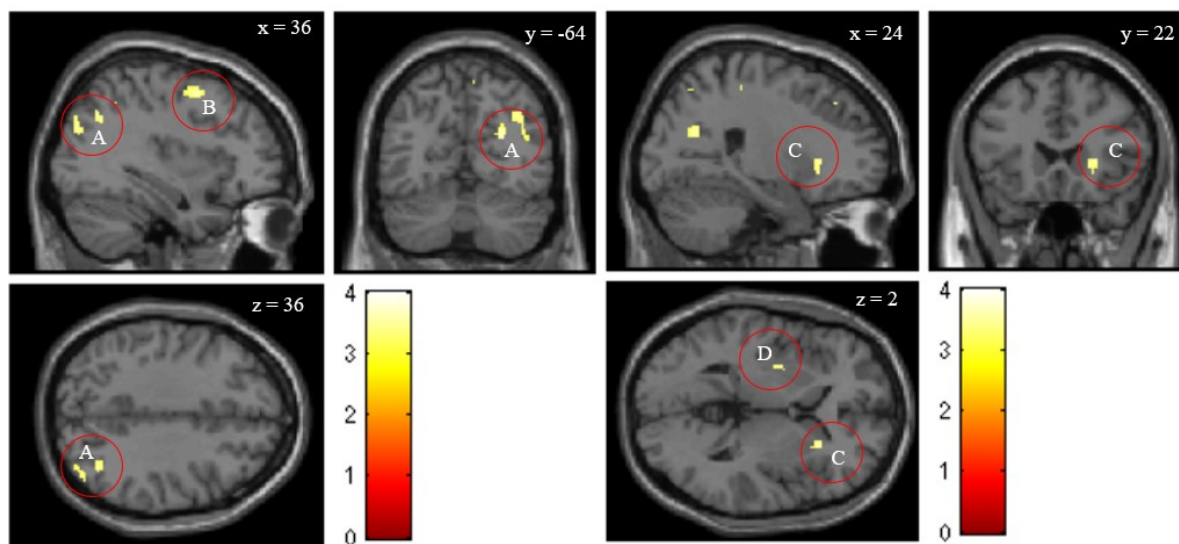 x = 36
y = -64
x = 24
y = 22
A
B
A
C
C
z = 36
4
3
2
1
0
A
z = 2
4
3
2
1
0
D
C